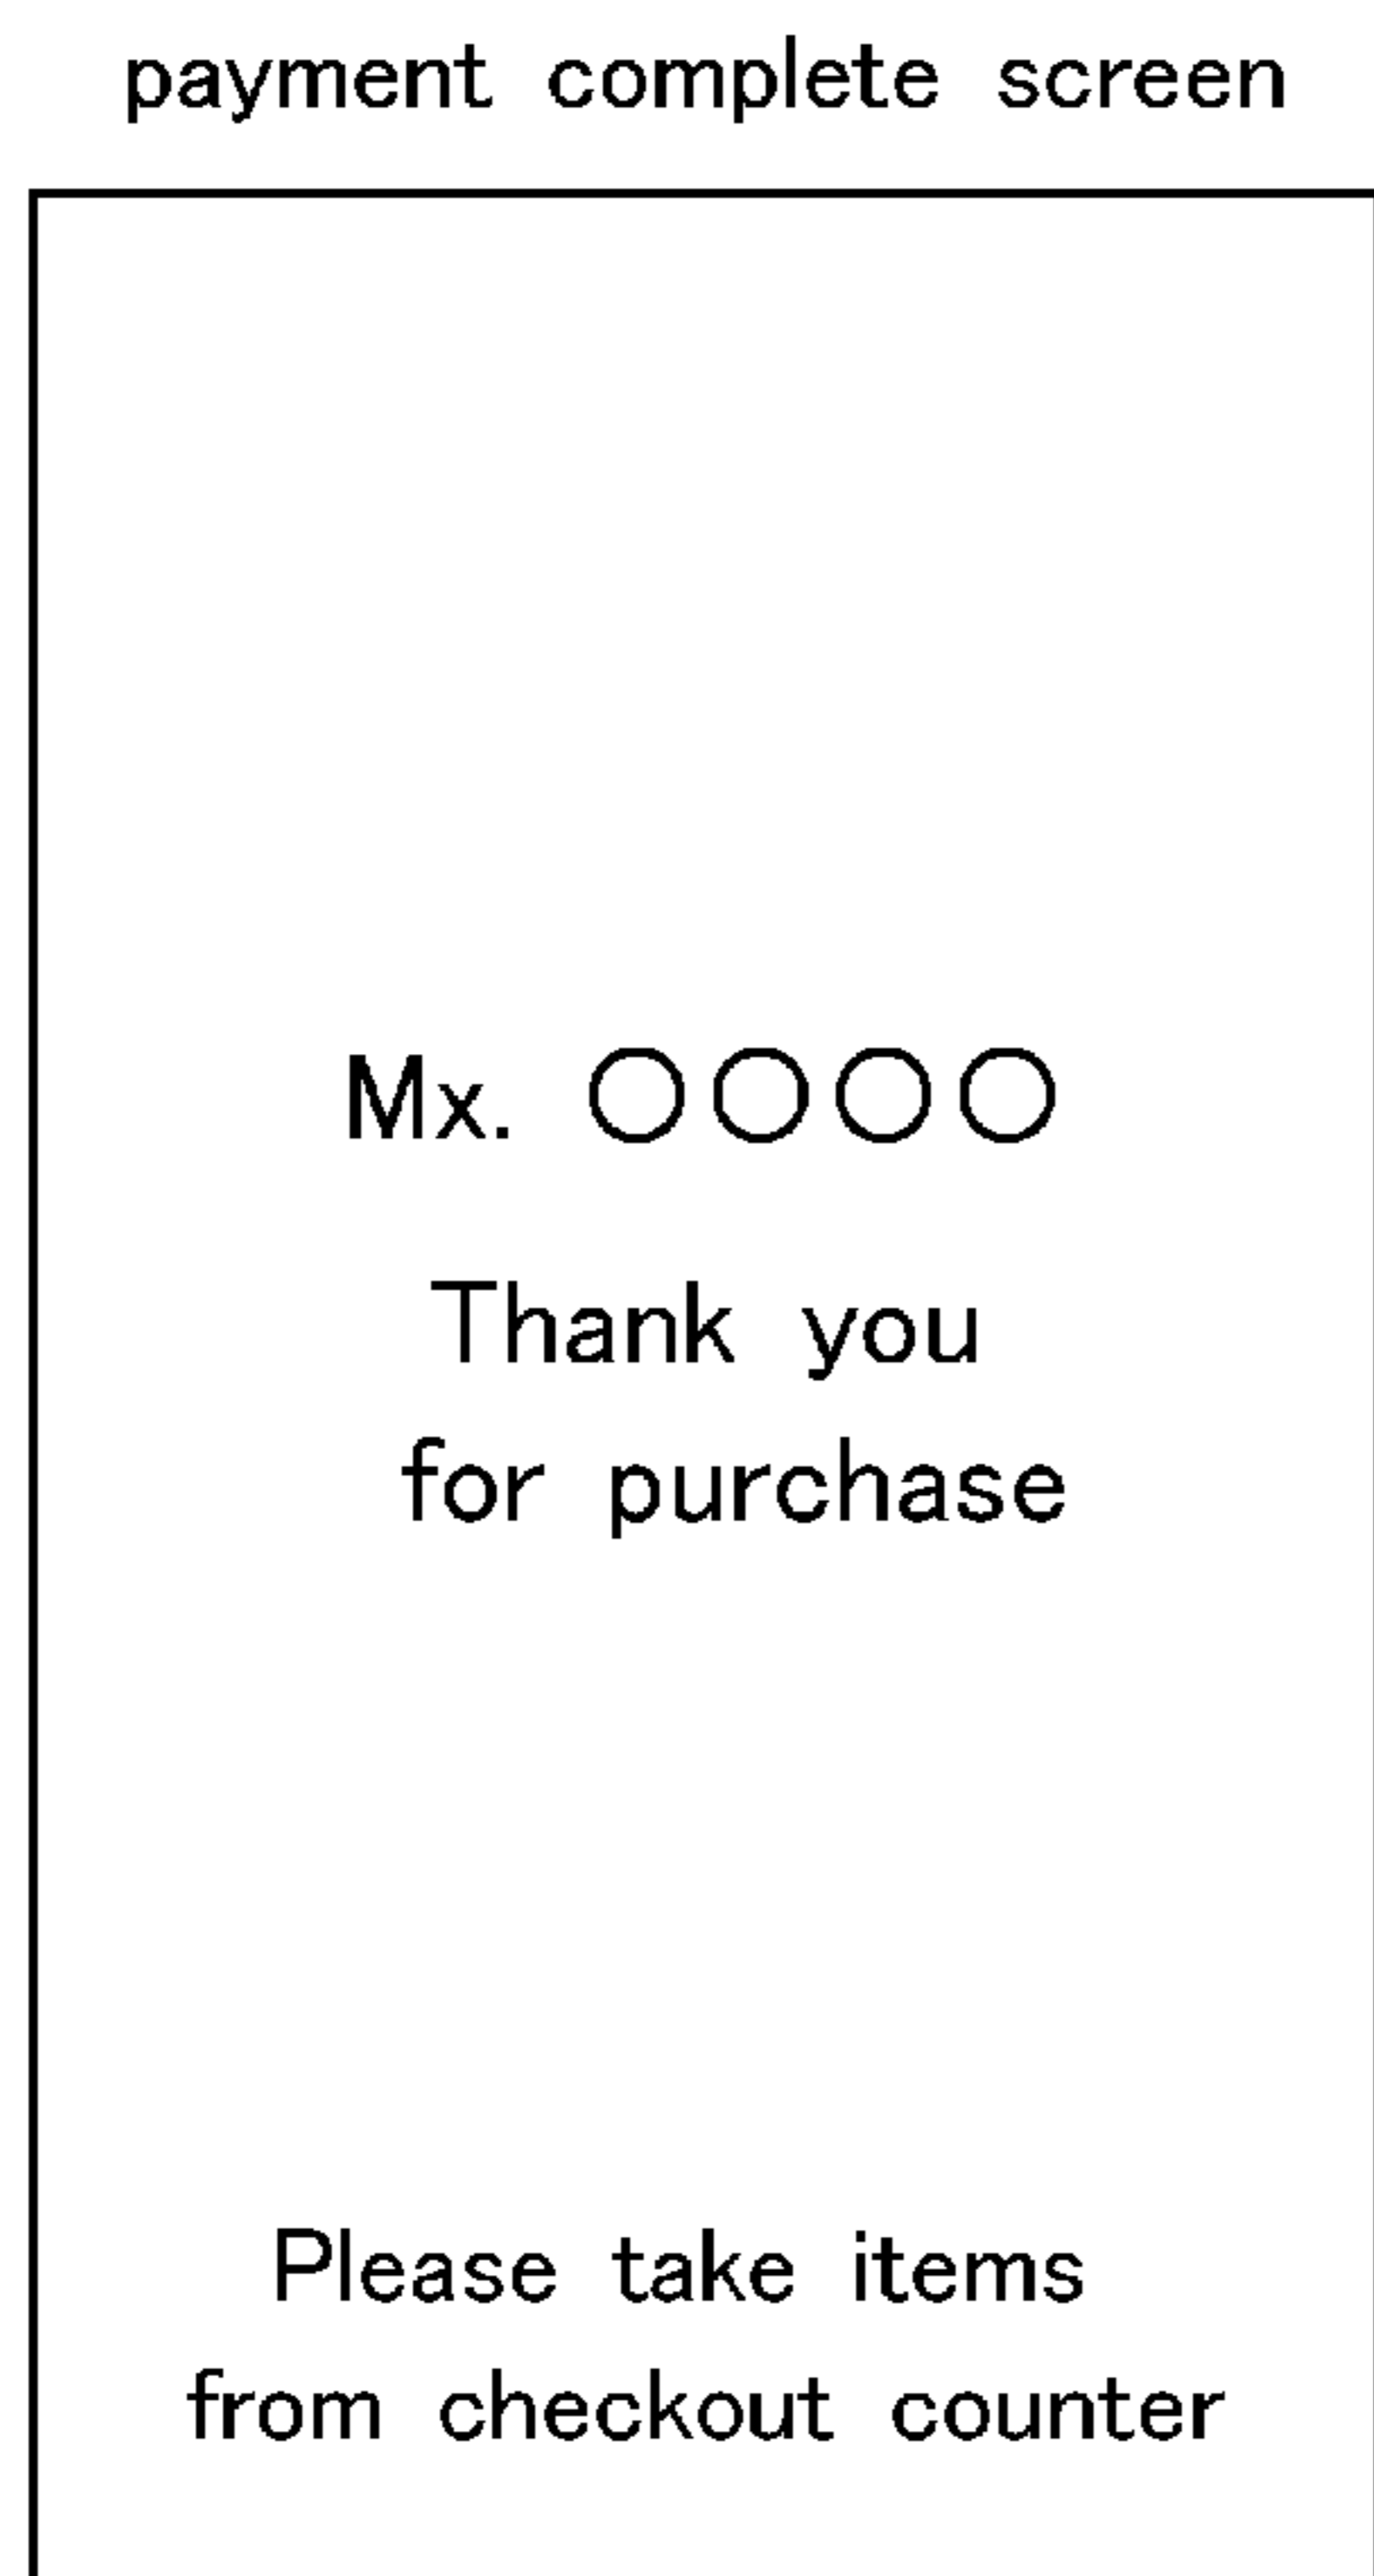 payment complete screen
Mx. ○○○○
Thank you
for purchase
Please take items
from checkout counter